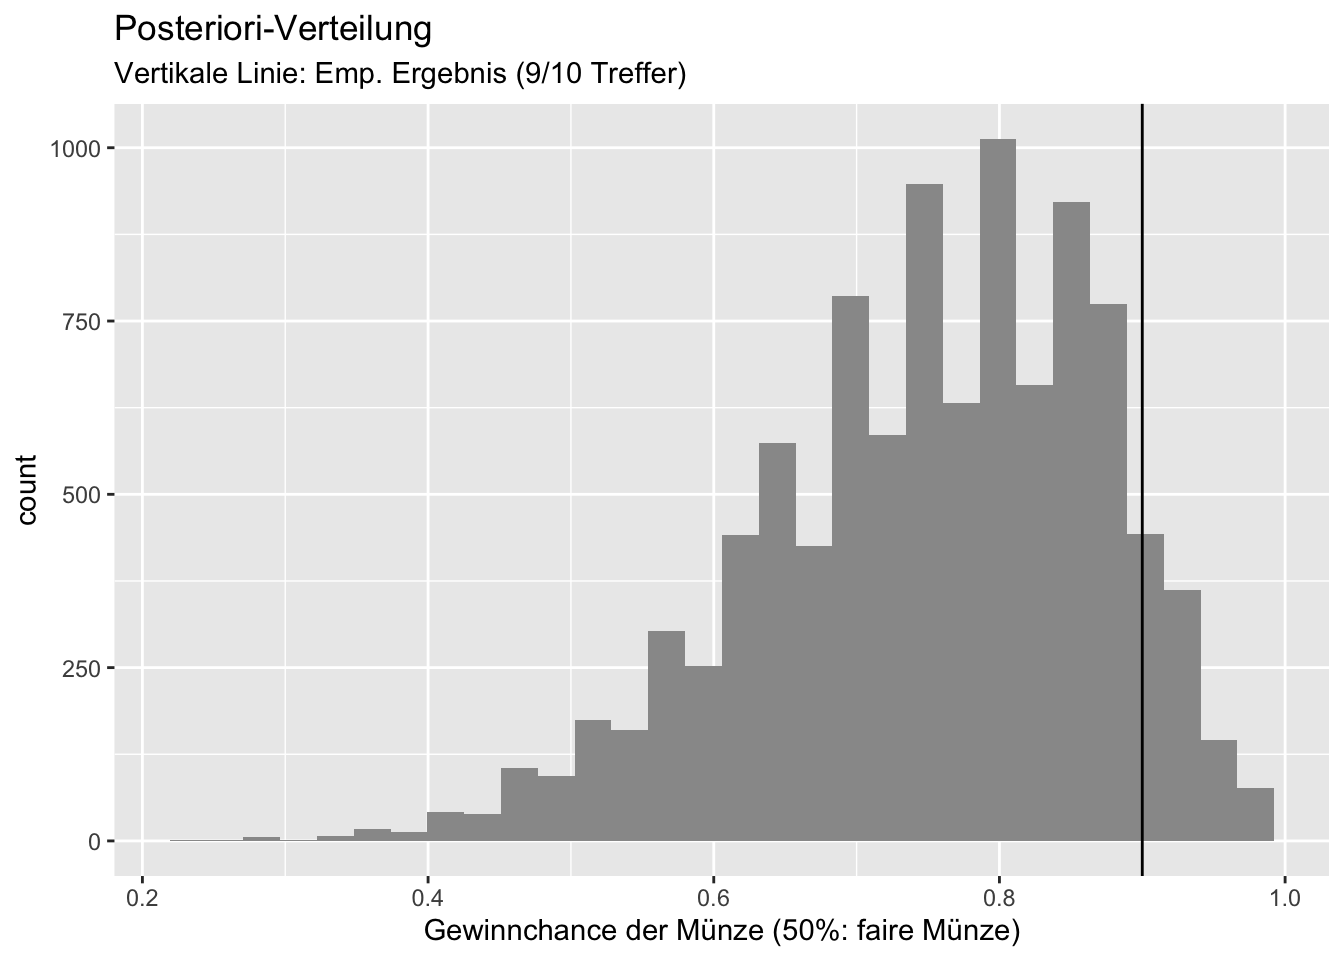 Posteriori-Verteilung
Vertikale Linie: Emp. Ergebnis (9/10 Treffer)
1000
750
500
250
0
count
0.2 0.4 0.6 0.8 1.0
Gewinnchance der Münze (50%: faire Münze)